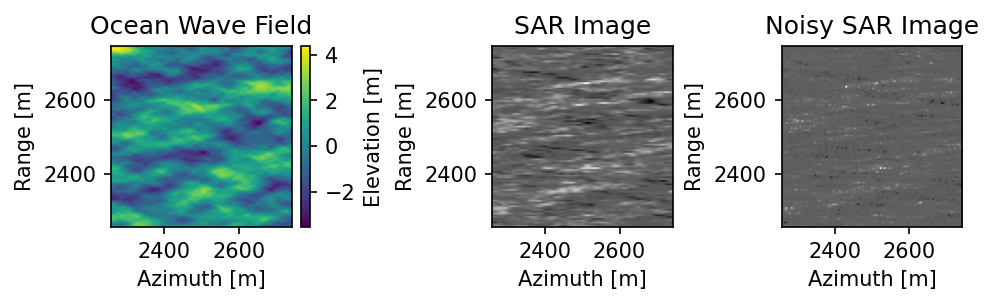 Ocean Wave Field
Range [m]
2600
2400
2400 2600
Azimuth [m]
4
2
0
−2
Elevation [m]
SAR Image
Range [m]
2600
2400
2400 2600
Azimuth [m]
Noisy SAR Image
Range [m]
2600
2400
2400 2600
Azimuth [m]